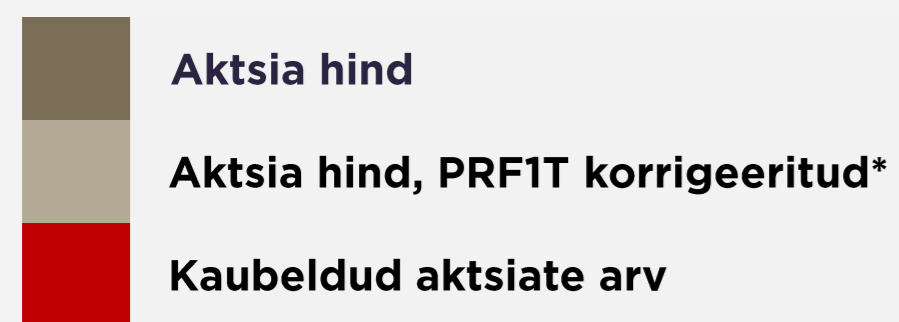 Aktsia hind
Aktsia hind, PRF1T korrigeeritud*
Kaubeldud aktsiate arv